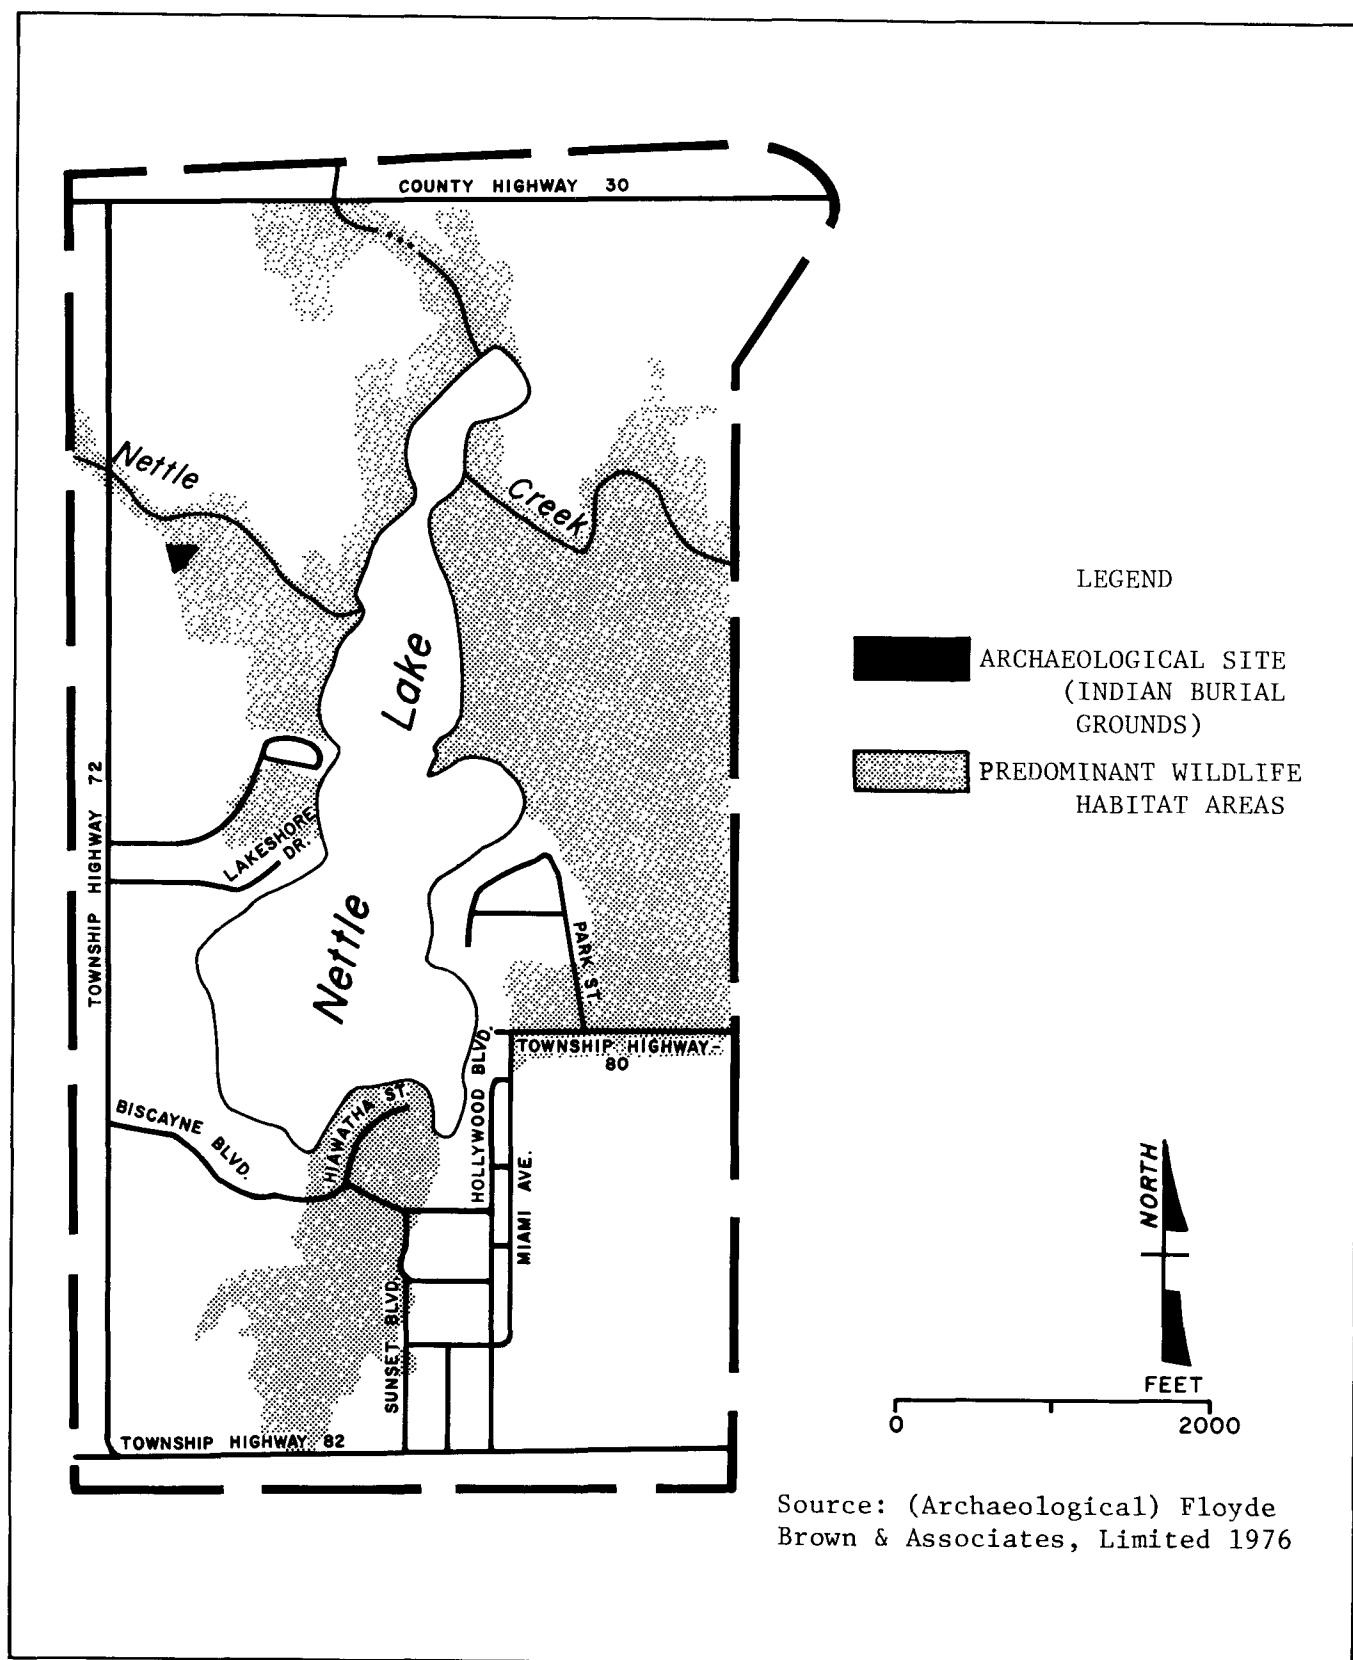 COUNTY HIGHWAY 30
Nettle
Creek
LEGEND
ARCHAEOLOGICAL SITE
(INDIAN BURIAL
GROUNDS)
PREDOMINANT WILDLIFE
HABITAT AREAS
Lake
Nettle
TOWNSHIP HIGHWAY 72
LAKESHORE
DR.
PARK ST.
TOWNSHIP HIGHWAY-
80
HOLLYWOOD BLVD.
BISCAYNE BLVD.
HIAWATHA ST.
MIAMI AVE.
SUNSET BLVD.
TOWNSHIP HIGHWAY 82
NORTH
FEET
0 2000
Source: (Archaeological) Floyde
Brown & Associates, Limited 1976